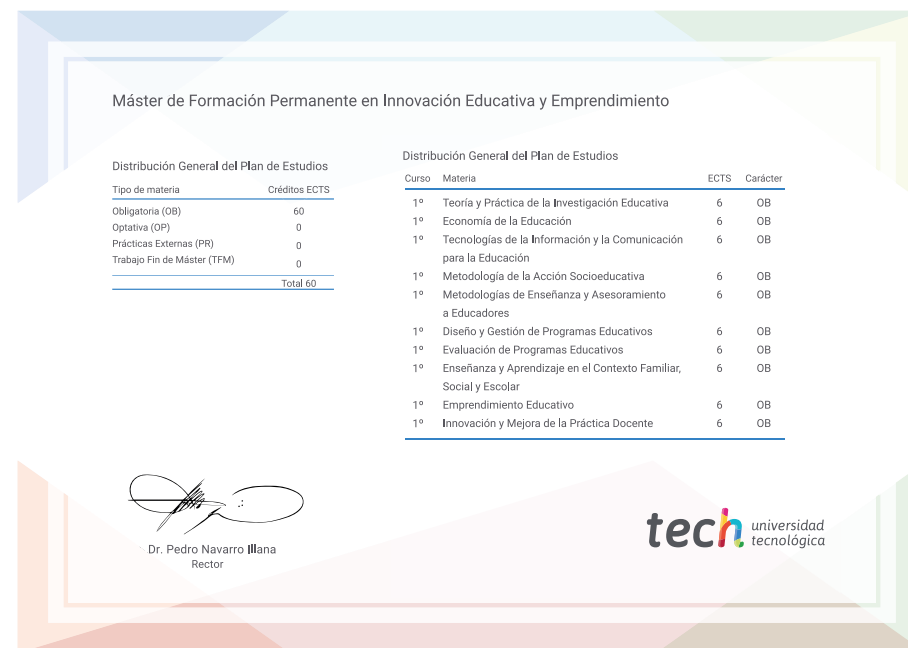 Máster de Formación Permanente en Innovación Educativa y Emprendimiento
Distribución General del Plan de Estudios
Tipo de materia Créditos ECTS
Obligatoria (OB) 60
Optativa (OP) 0
Prácticas Externas (PR) 0
Trabajo Fin de Máster (TFM) 0
Total 60
Distribución General del Plan de Estudios
Curso Materia ECTS Carácter
1º Teoría y Práctica de la Investigación Educativa 6 OB
1º Economía de la Educación 6 OB
1º Tecnologías de la Información y la Comunicación 6 OB
para la Educación
1º Metodología de la Acción Socioeducativa 6 OB
1º Metodologías de Enseñanza y Asesoramiento 6 OB
a Educadores
1º Diseño y Gestión de Programas Educativos 6 OB
1º Evaluación de Programas Educativos 6 OB
1º Enseñanza y Aprendizaje en el Contexto Familiar, 6 OB
Social y Escolar
1º Emprendimiento Educativo 6 OB
1º Innovación y Mejora de la Práctica Docente 6 OB
Dr. Pedro Navarro Illana
Rector
tech universidad
tecnológica